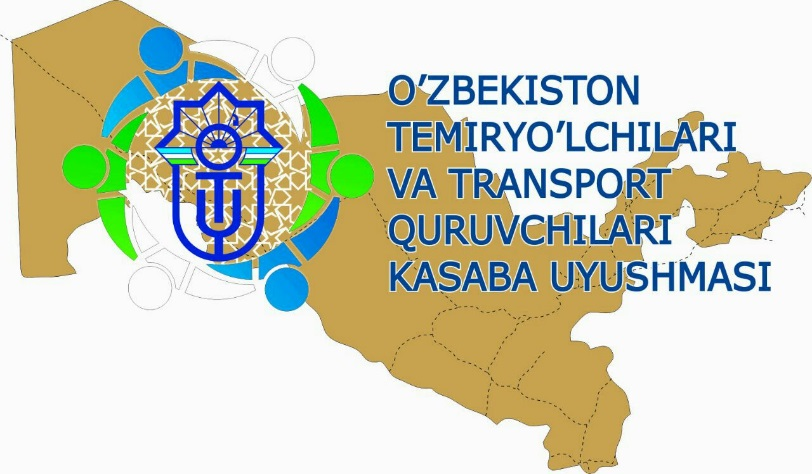 O'ZBEKISTON
TEMIRYO'LCHILARI
VA TRANSPORT
QURUVCHILARI
KASABA UYUSHMASI